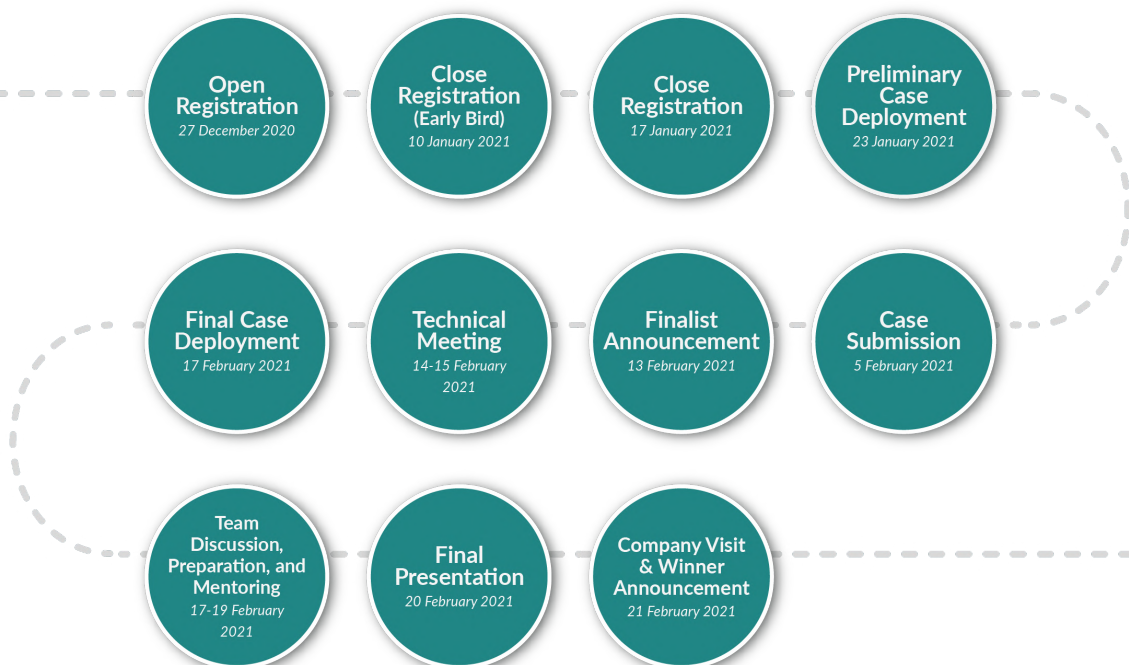 Open
Registration
27 December 2020
Close
Registration
(Early Bird)
10 January 2021
Close
Registration
17 January 2021
Preliminary
Case
Deployment
23 January 2021
Case
Submission
5 February 2021
Finalist
Announcement
13 February 2021
Technical
Meeting
14-15 February
2021
Final Case
Deployment
17 February 2021
Team
Discussion,
Preparation, and
Mentoring
17-19 February
2021
Final
Presentation
20 February 2021
Company Visit
& Winner
Announcement
21 February 2021